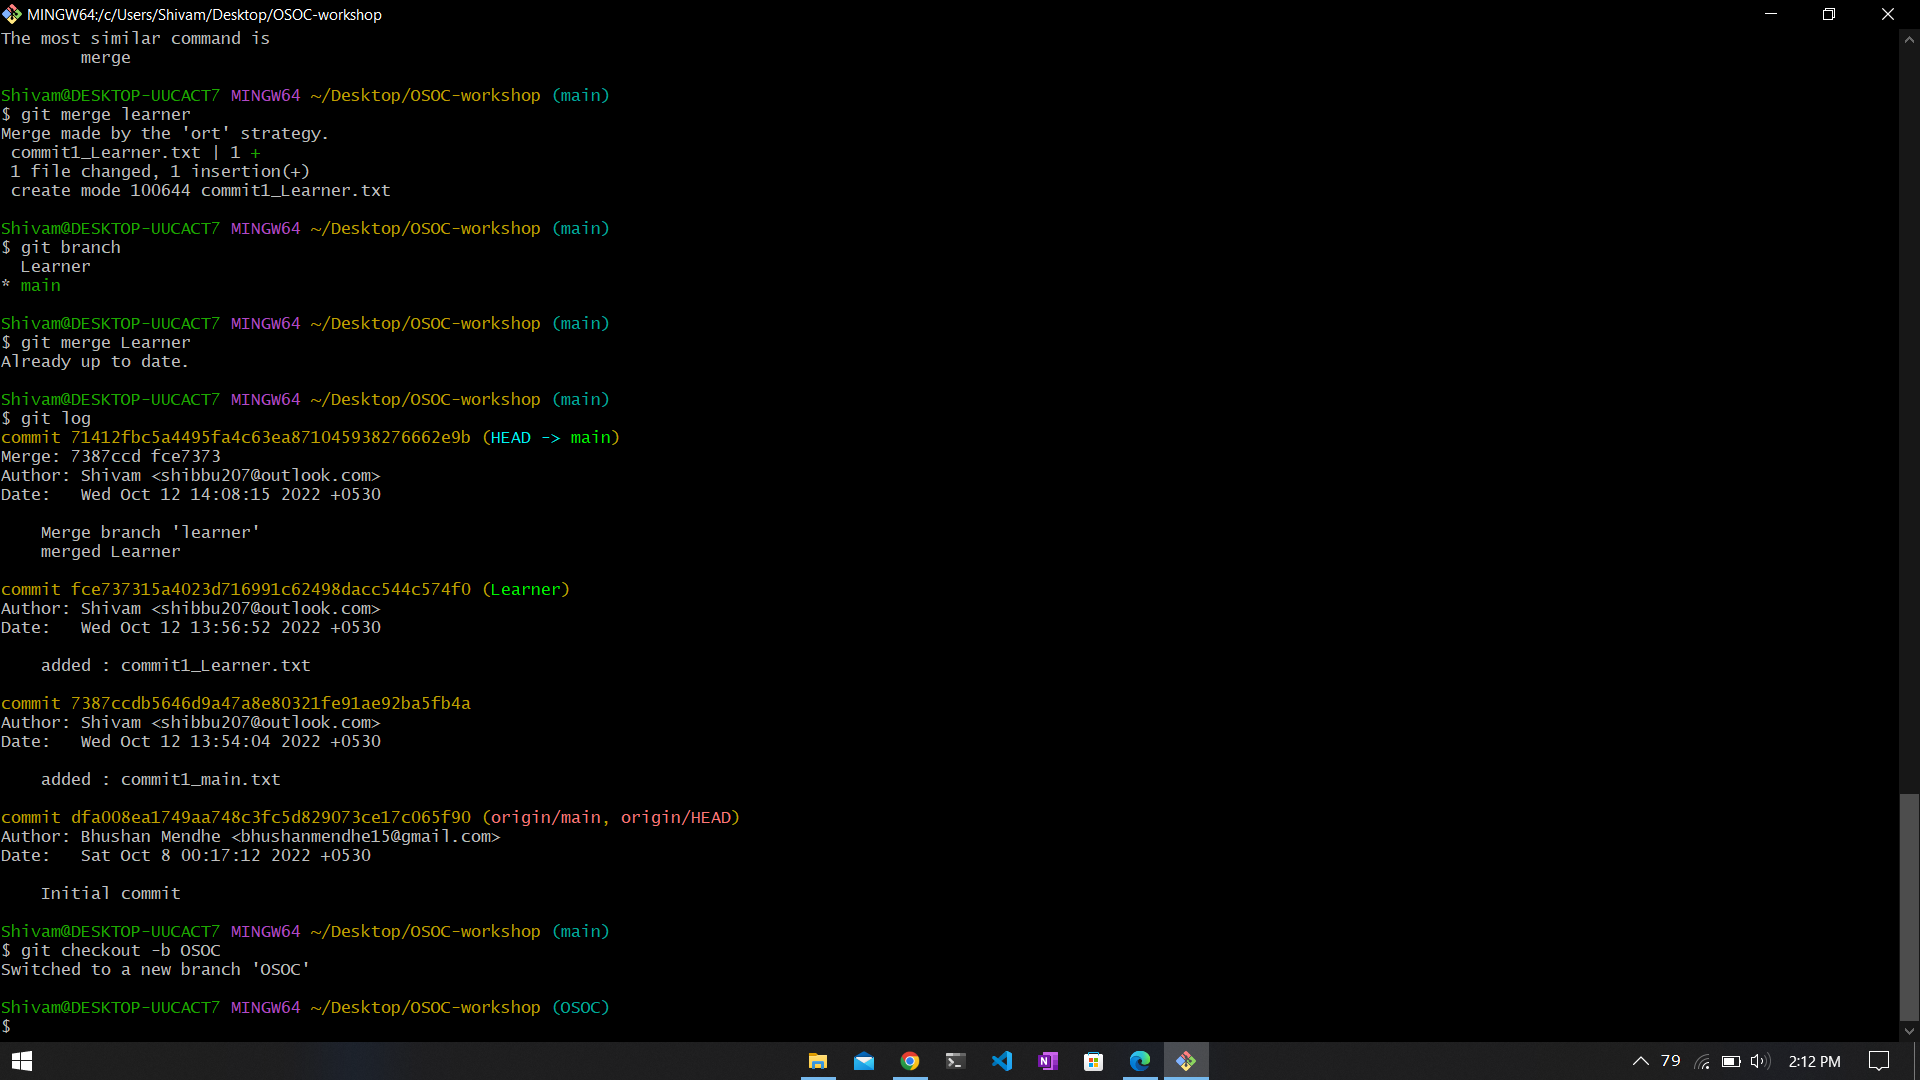 MINGW64:/c/Users/Shivam/Desktop/OSOC-workshop
The most similar command is
        merge
Shivam@DESKTOP-UUCACT7 MINGW64 ~/Desktop/OSOC-workshop (main)
$ git merge learner
Merge made by the 'ort' strategy.
 commit1_Learner.txt | 1 +
 1 file changed, 1 insertion(+)
 create mode 100644 commit1_Learner.txt
Shivam@DESKTOP-UUCACT7 MINGW64 ~/Desktop/OSOC-workshop (main)
$ git branch
  Learner
* main
Shivam@DESKTOP-UUCACT7 MINGW64 ~/Desktop/OSOC-workshop (main)
$ git merge Learner
Already up to date.
Shivam@DESKTOP-UUCACT7 MINGW64 ~/Desktop/OSOC-workshop (main)
$ git log
commit 71412fbc5a4495fa4c63ea871045938276662e9b (HEAD -> main)
Merge: 7387ccd fce7373
Author: Shivam <shibbu207@outlook.com>
Date:   Wed Oct 12 14:08:15 2022 +0530
    Merge branch 'learner'
    merged Learner
commit fce737315a4023d716991c62498dacc544c574f0 (Learner)
Author: Shivam <shibbu207@outlook.com>
Date:   Wed Oct 12 13:56:52 2022 +0530
    added : commit1_Learner.txt
commit 7387ccdb5646d9a47a8e80321fe91ae92ba5fb4a
Author: Shivam <shibbu207@outlook.com>
Date:   Wed Oct 12 13:54:04 2022 +0530
    added : commit1_main.txt
commit dfa008ea1749aa748c3fc5d829073ce17c065f90 (origin/main, origin/HEAD)
Author: Bhushan Mendhe <bhushanmendhe15@gmail.com>
Date:   Sat Oct 8 00:17:12 2022 +0530
    Initial commit
Shivam@DESKTOP-UUCACT7 MINGW64 ~/Desktop/OSOC-workshop (main)
$ git checkout -b OSOC
Switched to a new branch 'OSOC'
Shivam@DESKTOP-UUCACT7 MINGW64 ~/Desktop/OSOC-workshop (OSOC)
$
79 2:12 PM